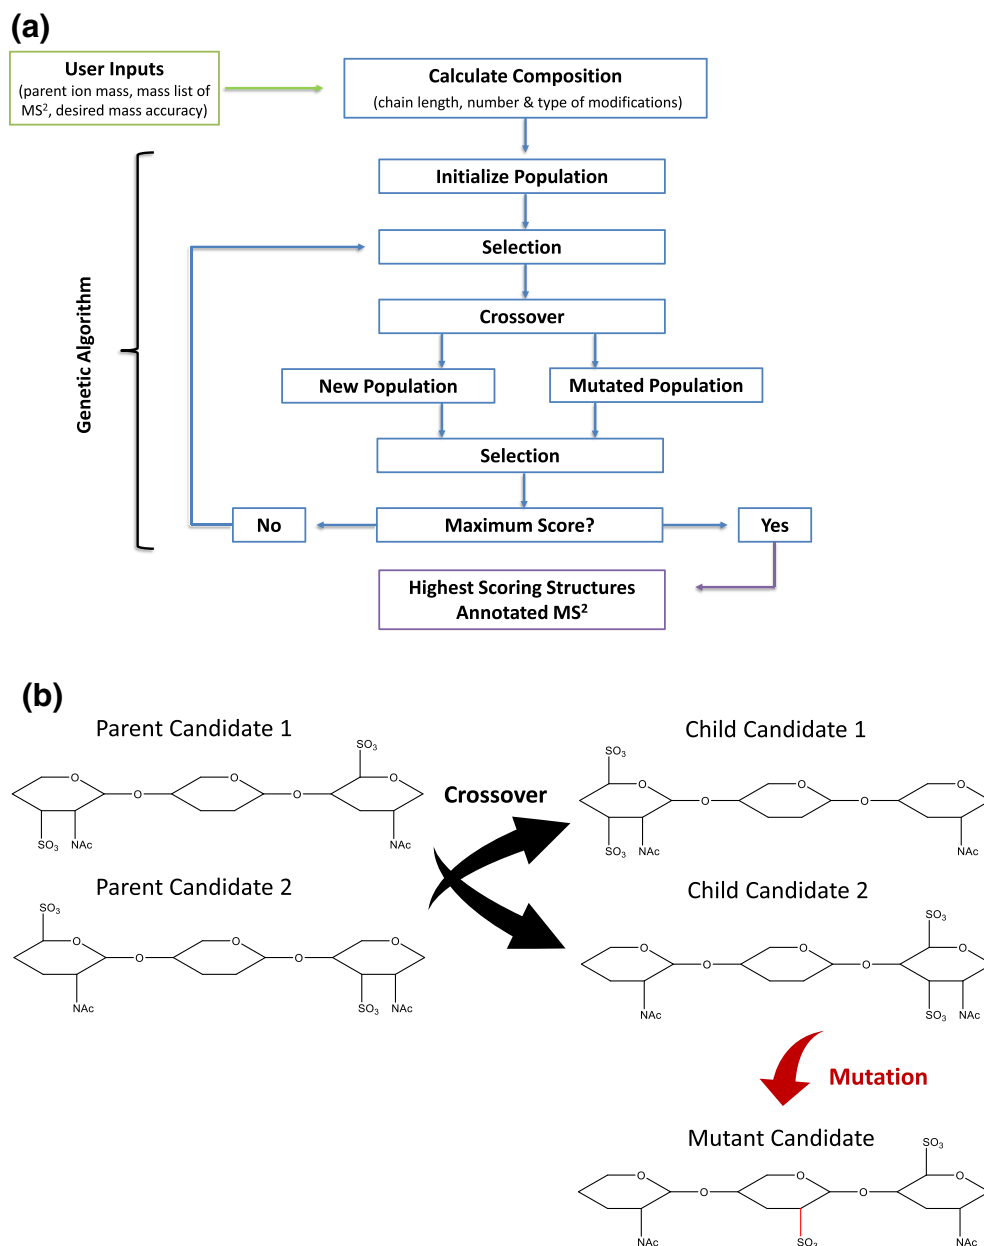 (a)
User Inputs
(parent ion mass, mass list of
MS², desired mass accuracy)
Calculate Composition
(chain length, number & type of modifications)
Genetic Algorithm
Initialize Population
Selection
Crossover
New Population
Mutated Population
Selection
No
Maximum Score?
Yes
Highest Scoring Structures
Annotated MS²
(b)
Parent Candidate 1
SO₃
O
O
O
O
O
SO₃
NAc
NAc
Crossover
Parent Candidate 2
SO₃
O
O
O
O
O
NAc
SO₃
NAc
Child Candidate 1
SO₃
O
O
O
O
O
SO₃
NAc
NAc
Child Candidate 2
SO₃
O
O
O
O
O
NAc
SO₃
NAc
Mutation
Mutant Candidate
SO₃
O
O
O
O
O
NAc
SO₃
NAc